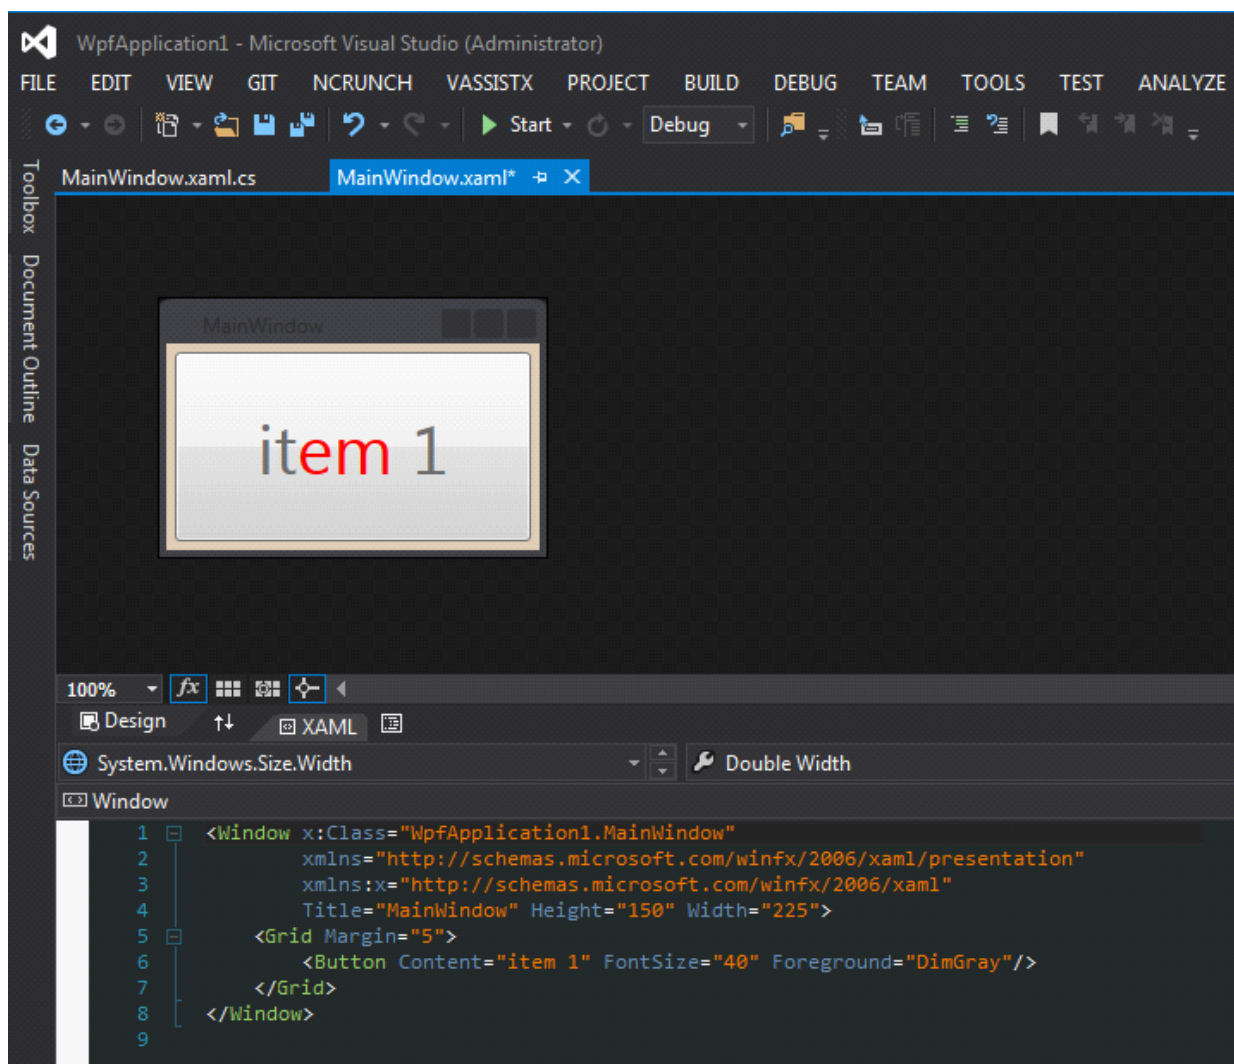 WpfApplication1 - Microsoft Visual Studio (Administrator)
FILE EDIT VIEW GIT NCRUNCH VASSISTX PROJECT BUILD DEBUG TEAM TOOLS TEST ANALYZE
Start Debug
Toolbox
Document Outline
Data Sources
MainWindow.xaml.cs MainWindow.xaml*
MainWindow
item 1
100% fx
Design XAML
System.Windows.Size.Width Double Width
Window
1 <Window x:Class="WpfApplication1.MainWindow"
2 xmlns="http://schemas.microsoft.com/winfx/2006/xaml/presentation"
3 xmlns:x="http://schemas.microsoft.com/winfx/2006/xaml"
4 Title="MainWindow" Height="150" Width="225">
5 <Grid Margin="5">
6 <Button Content="item 1" FontSize="40" Foreground="DimGray"/>
7 </Grid>
8 </Window>
9